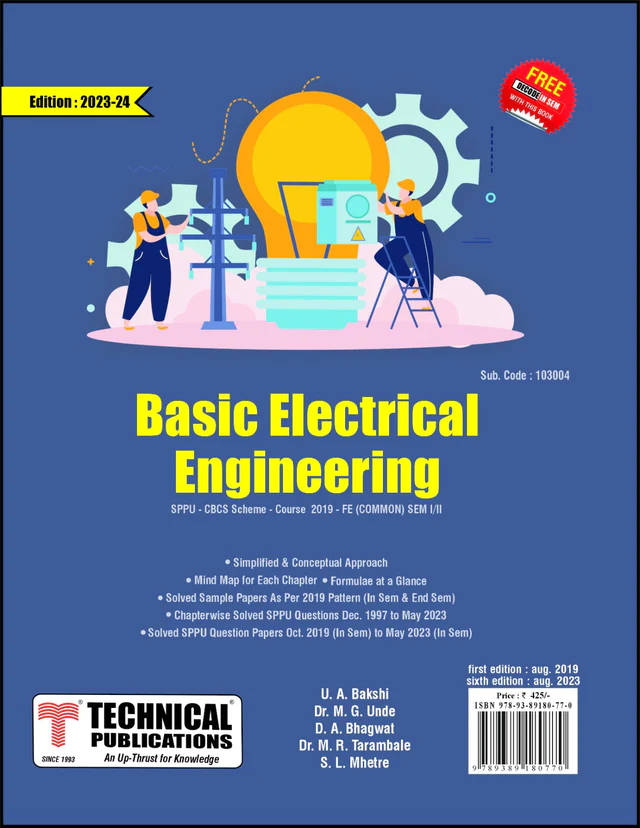 Edition : 2023-24
FREE
DECODE IN SEM
WITH THIS BOOK
Sub. Code : 103004
Basic Electrical
Engineering
SPPU - CBCS Scheme - Course 2019 - FE (COMMON) SEM I/II
• Simplified & Conceptual Approach
• Mind Map for Each Chapter • Formulae at a Glance
• Solved Sample Papers As Per 2019 Pattern (In Sem & End Sem)
• Chapterwise Solved SPPU Questions Dec. 1997 to May 2023
• Solved SPPU Question Papers Oct. 2019 (In Sem) to May 2023 (In Sem)
first edition : aug. 2019
sixth edition : aug. 2023
Price : ₹ 425/-
ISBN 978-93-89180-77-0
9 789389 180770
U. A. Bakshi
Dr. M. G. Unde
D. A. Bhagwat
Dr. M. R. Tarambale
S. L. Mhetre
TECHNICAL®
PUBLICATIONS
SINCE 1993 An Up-Thrust for Knowledge